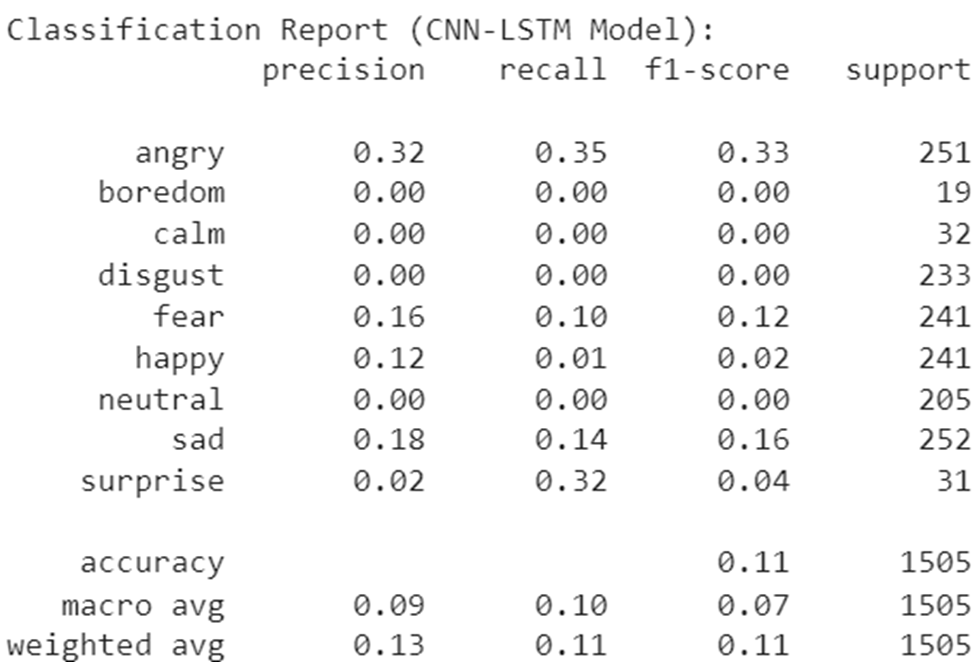 Classification Report (CNN-LSTM Model):
precision recall f1-score support
angry 0.32 0.35 0.33 251
boredom 0.00 0.00 0.00 19
calm 0.00 0.00 0.00 32
disgust 0.00 0.00 0.00 233
fear 0.16 0.10 0.12 241
happy 0.12 0.01 0.02 241
neutral 0.00 0.00 0.00 205
sad 0.18 0.14 0.16 252
surprise 0.02 0.32 0.04 31
accuracy 0.11 1505
macro avg 0.09 0.10 0.07 1505
weighted avg 0.13 0.11 0.11 1505